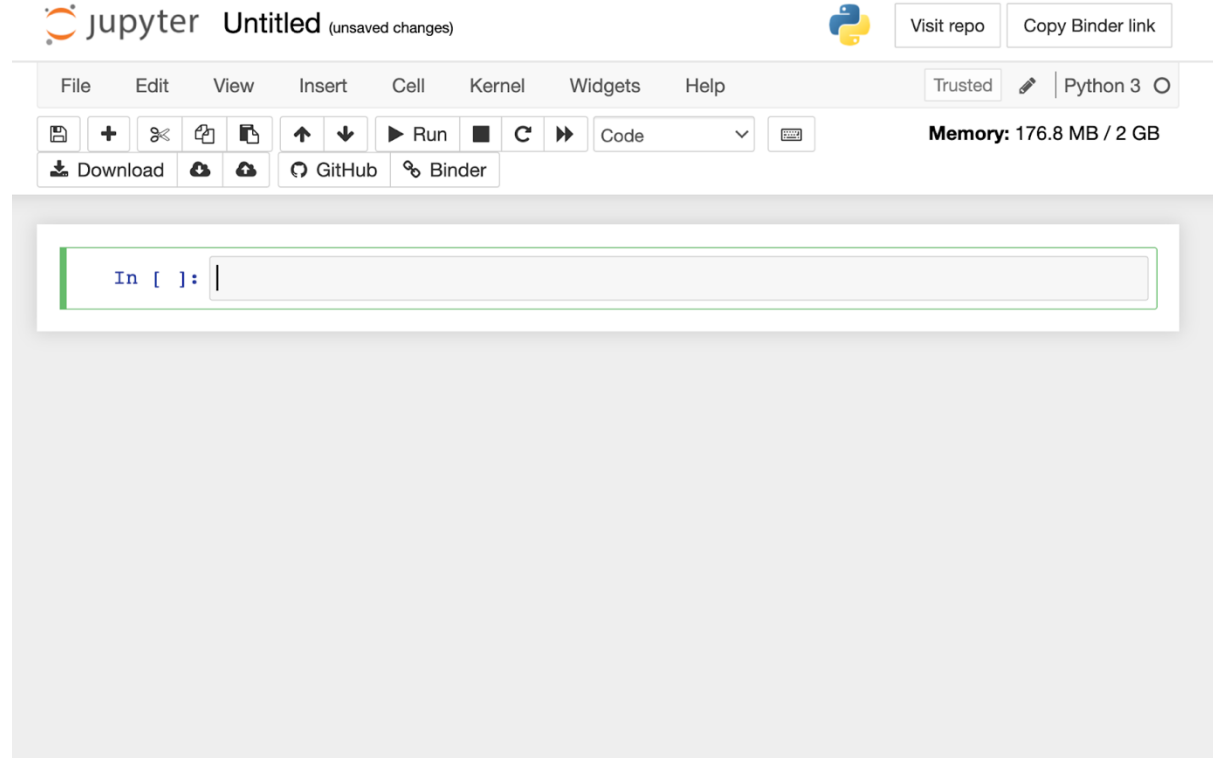 jupyter Untitled (unsaved changes) Visit repo Copy Binder link
File Edit View Insert Cell Kernel Widgets Help Trusted Python 3
Run Code Memory: 176.8 MB / 2 GB
Download GitHub Binder
In [ ]: